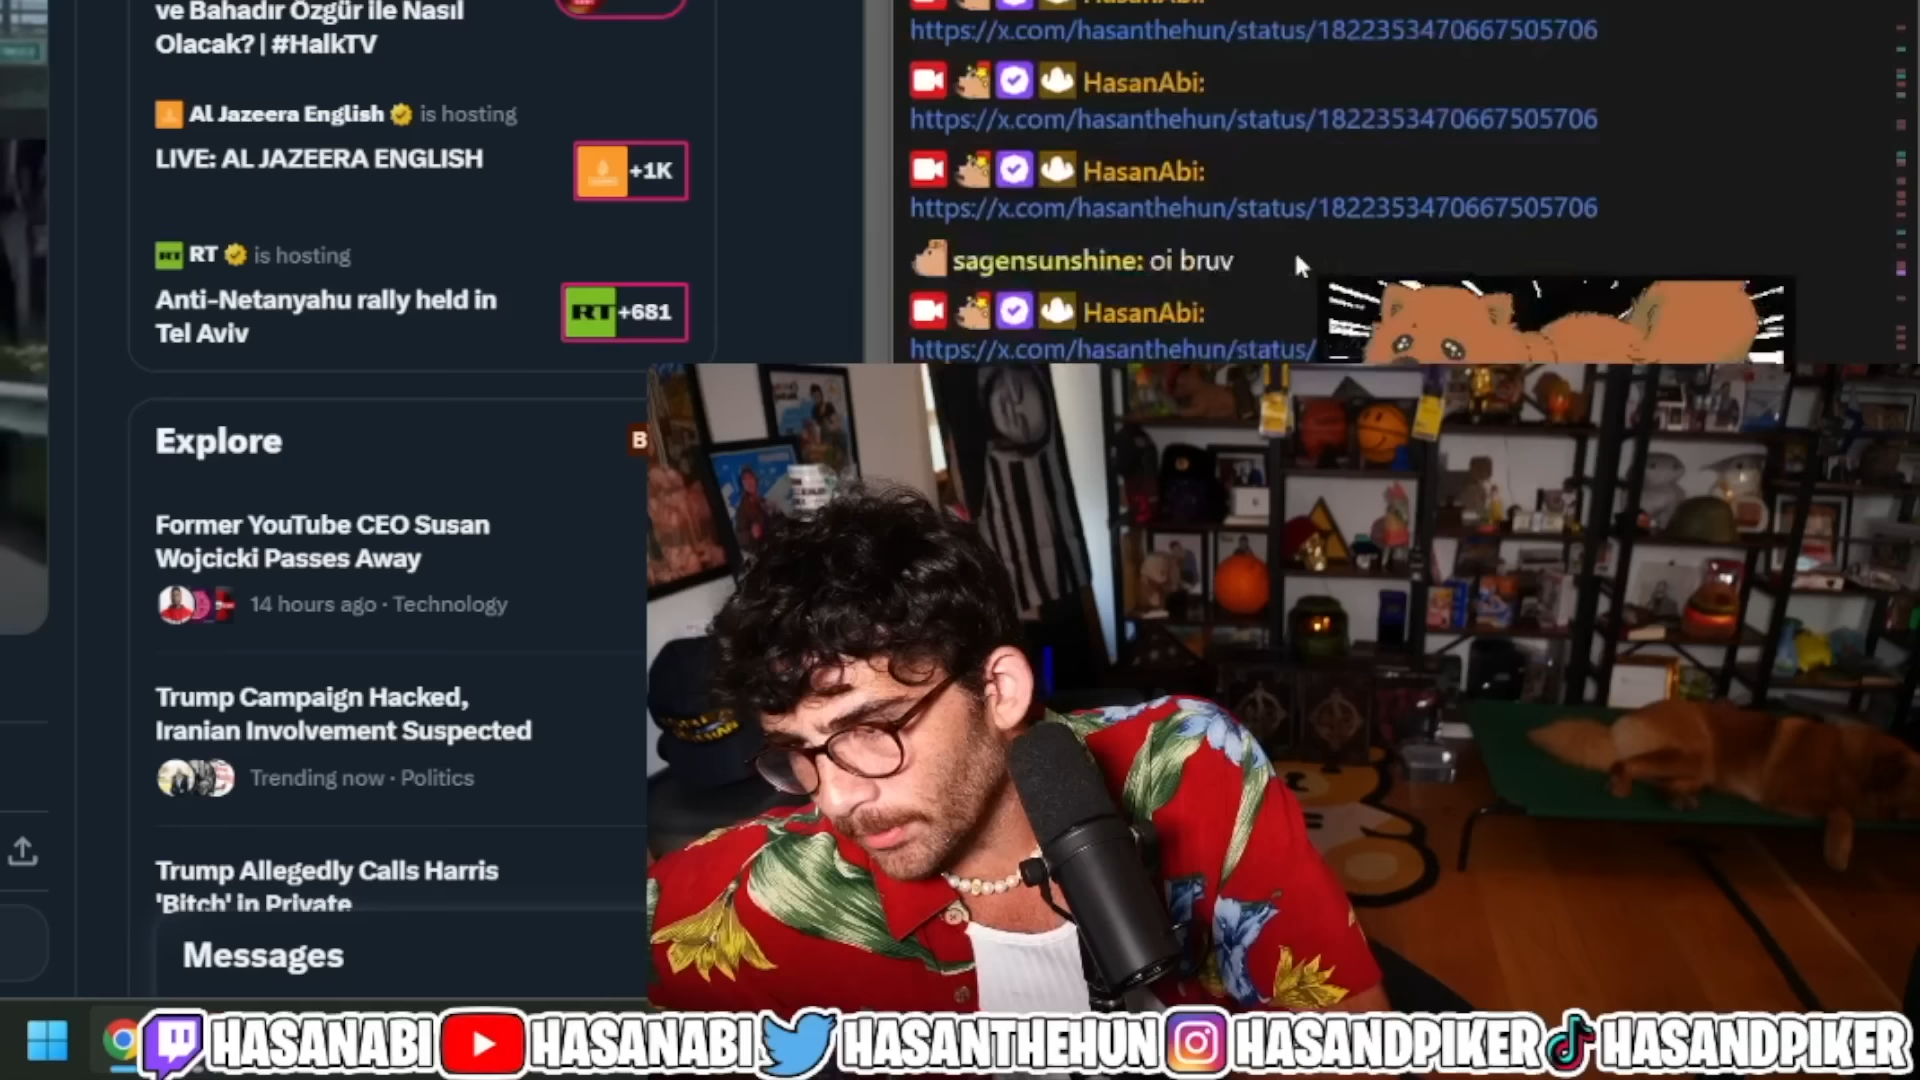 ve Bahadır Özgür ile Nasıl
Olacak? | #HalkTV
Al Jazeera English is hosting
LIVE: AL JAZEERA ENGLISH
+1K
RT is hosting
Anti-Netanyahu rally held in
Tel Aviv
RT +681
Explore
B
Former YouTube CEO Susan
Wojcicki Passes Away
14 hours ago · Technology
Trump Campaign Hacked,
Iranian Involvement Suspected
Trending now · Politics
Trump Allegedly Calls Harris
'Bitch' in Private
Messages
HasanAbi:
https://x.com/hasanthehun/status/1822353470667505706
HasanAbi:
https://x.com/hasanthehun/status/1822353470667505706
HasanAbi:
https://x.com/hasanthehun/status/1822353470667505706
sagensunshine: oi bruv
HasanAbi:
https://x.com/hasanthehun/status/
HASANABI HASANABI HASANTHEHUN HASANDPIKER HASANDPIKER